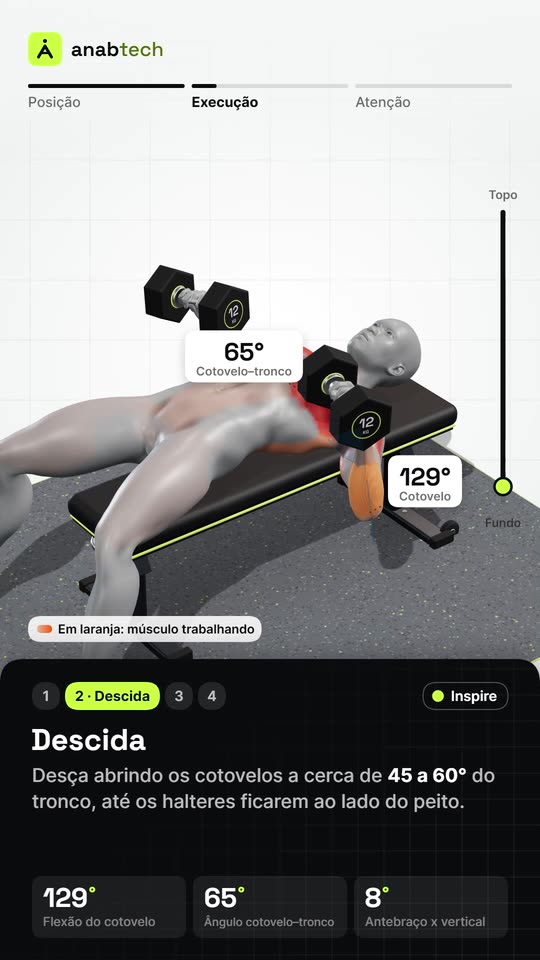 anabtech
Posição
Execução
Atenção
Topo
12
KG
65°
Cotovelo–tronco
12
KG
129°
Cotovelo
Fundo
Em laranja: músculo trabalhando
1
2 · Descida
3
4
Inspire
Descida
Desça abrindo os cotovelos a cerca de 45 a 60° do
tronco, até os halteres ficarem ao lado do peito.
129°
Flexão do cotovelo
65°
Ângulo cotovelo–tronco
8°
Antebraço x vertical